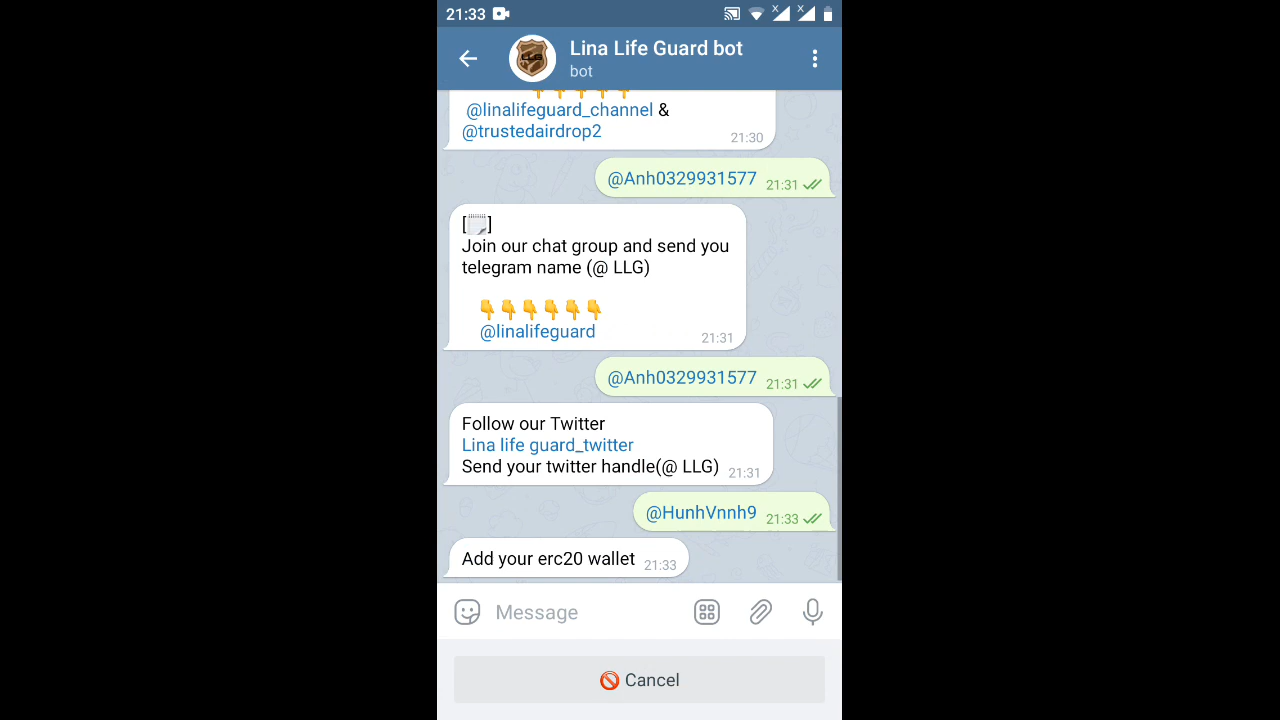 21:33
Lina Life Guard bot
bot
@linalifeguard_channel &
@trustedairdrop2
21:30
@Anh0329931577 21:31
[🗒]
Join our chat group and send you
telegram name (@ LLG)
👇👇👇👇👇👇
@linalifeguard 21:31
@Anh0329931577 21:31
Follow our Twitter
Lina life guard_twitter
Send your twitter handle(@ LLG) 21:31
@HunhVnnh9 21:33
Add your erc20 wallet 21:33
Message
🚫 Cancel